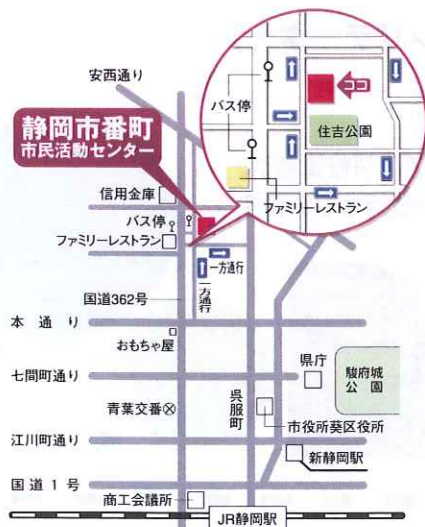 安西通り
バス停
ココ
住吉公園
ファミリーレストラン
静岡市番町
市民活動センター
信用金庫
バス停
ファミリーレストラン
一方通行
一方通行
国道362号
本通り
おもちゃ屋
七間町通り
県庁
駿府城
公園
呉服町
青葉交番
市役所葵区役所
江川町通り
新静岡駅
国道1号
商工会議所
JR静岡駅